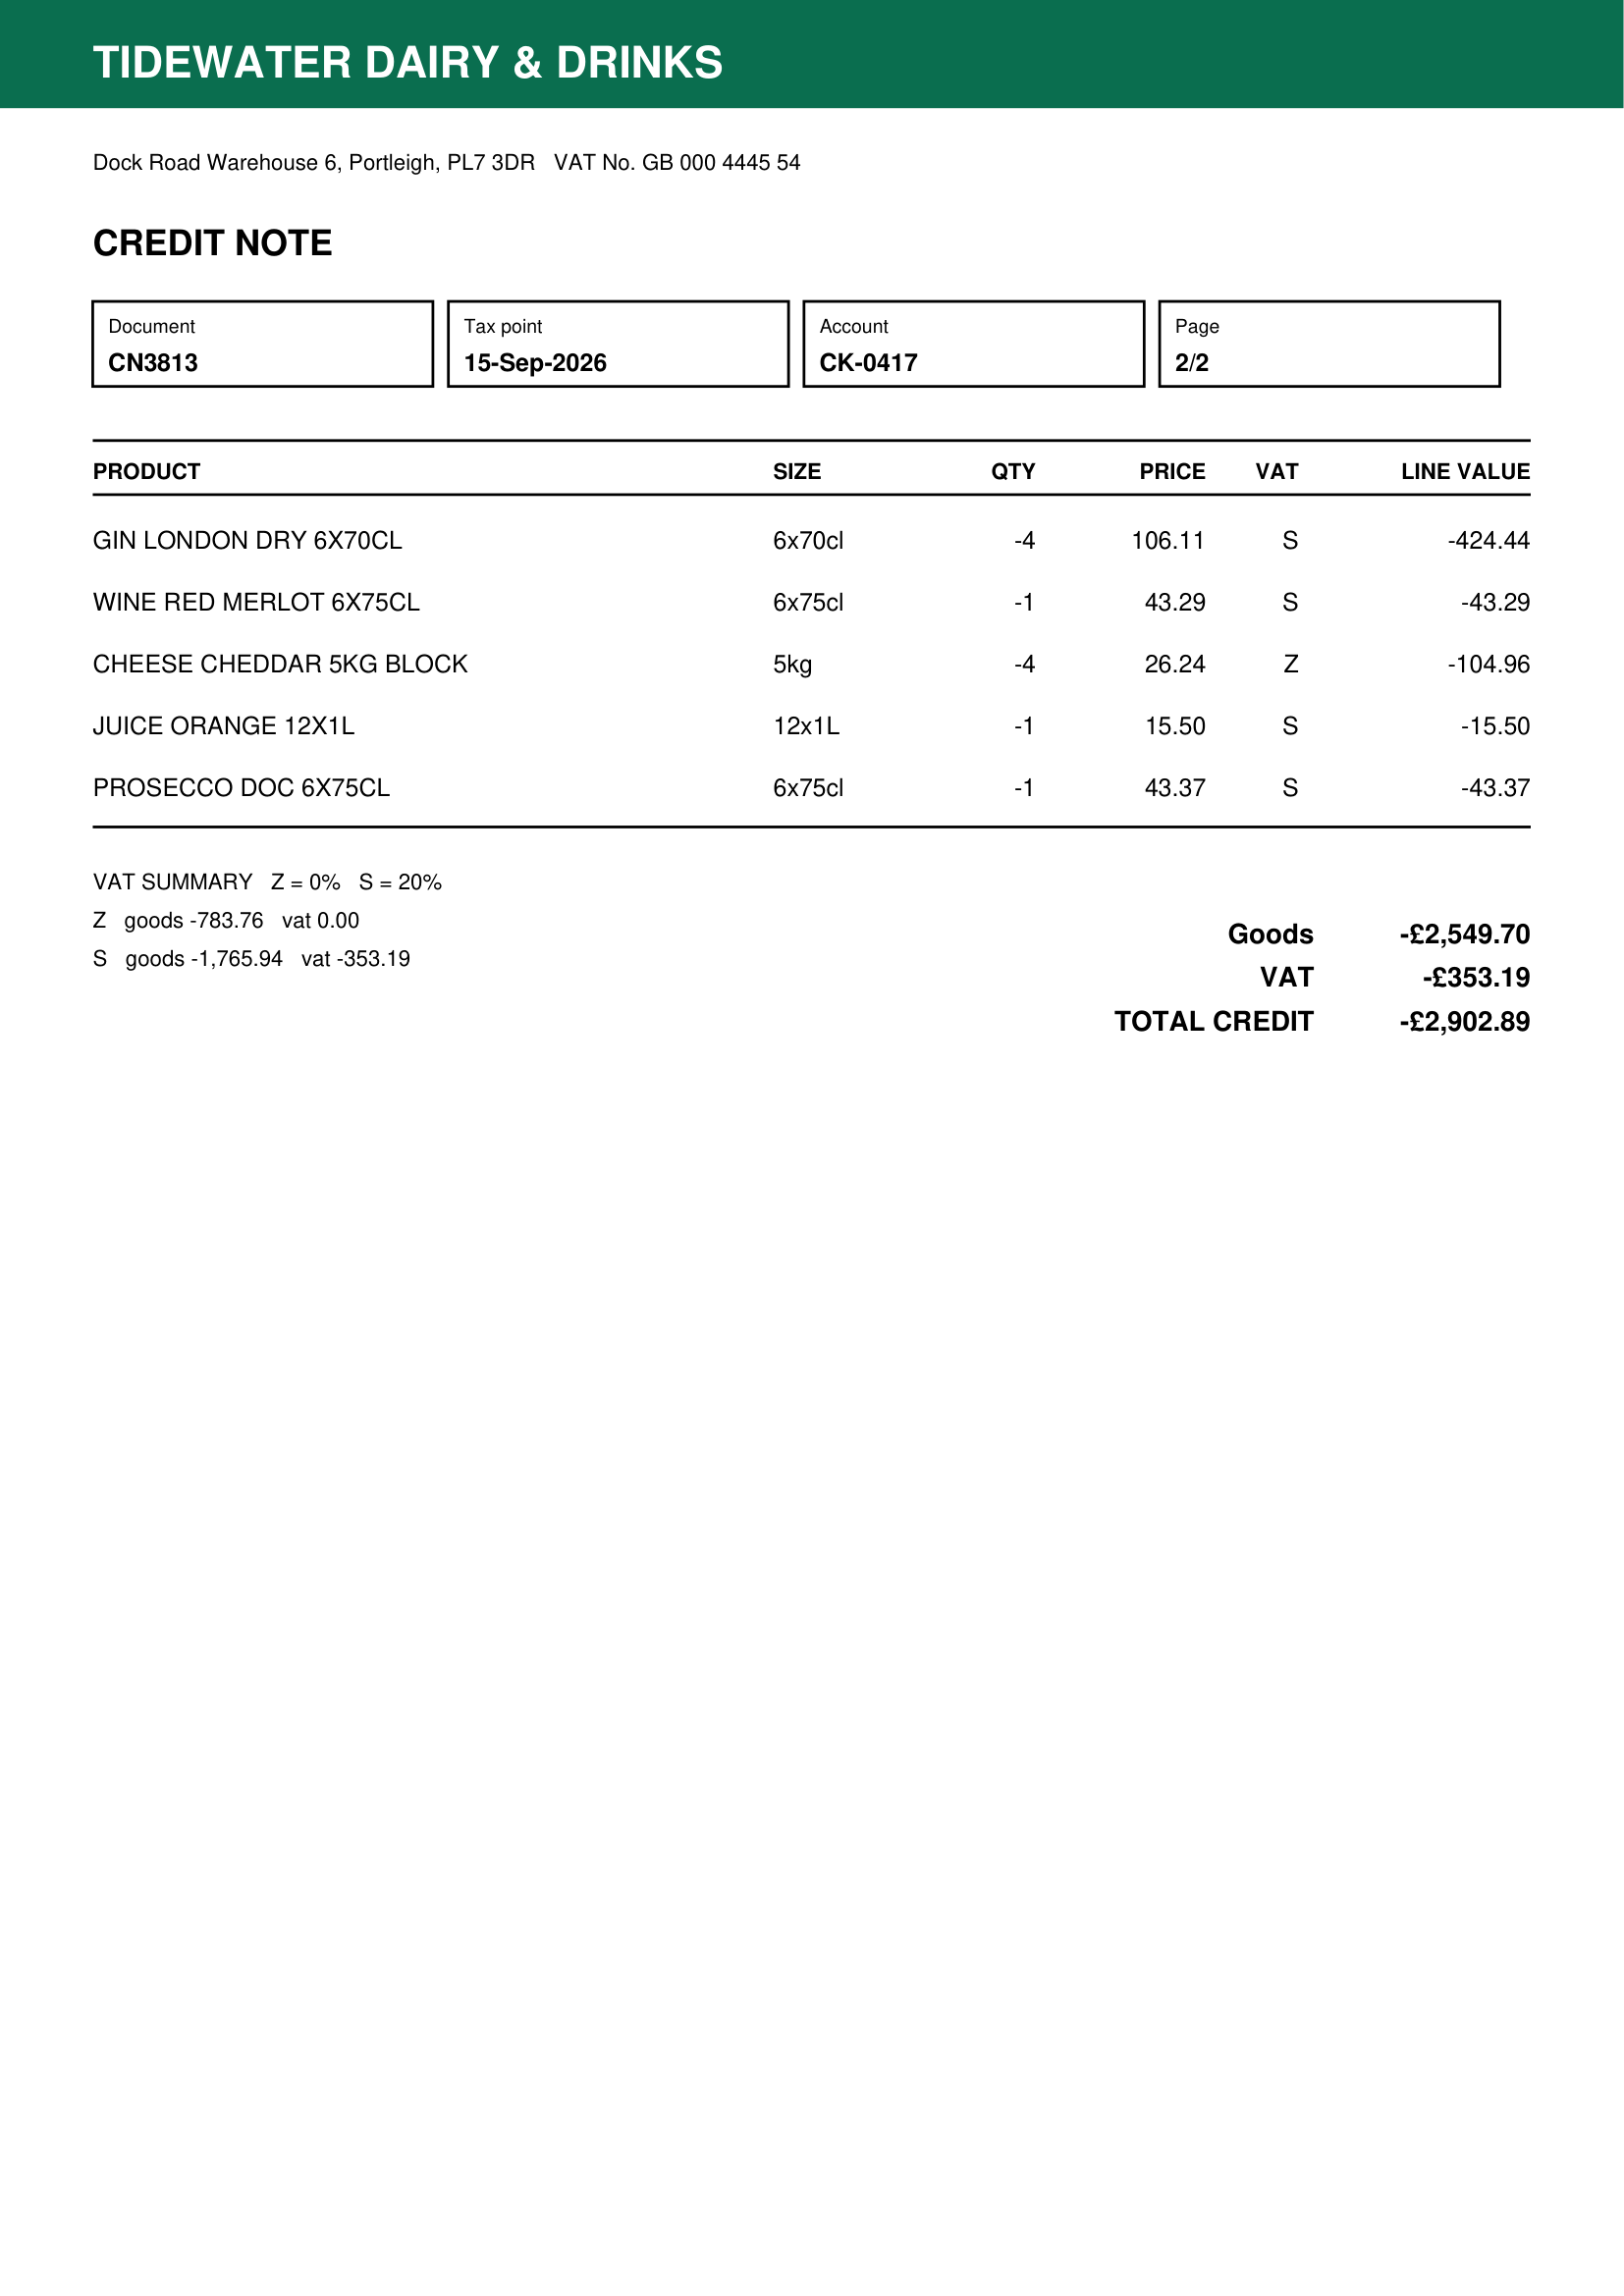 TIDEWATER DAIRY & DRINKS
Dock Road Warehouse 6, Portleigh, PL7 3DR VAT No. GB 000 4445 54
CREDIT NOTE
Document Tax point Account Page
CN3813 15-Sep-2026 CK-0417 2/2
PRODUCT SIZE QTY PRICE VAT LINE VALUE
GIN LONDON DRY 6X70CL 6x70cl -4 106.11 S -424.44
WINE RED MERLOT 6X75CL 6x75cl -1 43.29 S -43.29
CHEESE CHEDDAR 5KG BLOCK 5kg -4 26.24 Z -104.96
JUICE ORANGE 12X1L 12x1L -1 15.50 S -15.50
PROSECCO DOC 6X75CL 6x75cl -1 43.37 S -43.37
VAT SUMMARY Z = 0% S = 20%
Z goods -783.76 vat 0.00
S goods -1,765.94 vat -353.19
Goods -£2,549.70
VAT -£353.19
TOTAL CREDIT -£2,902.89